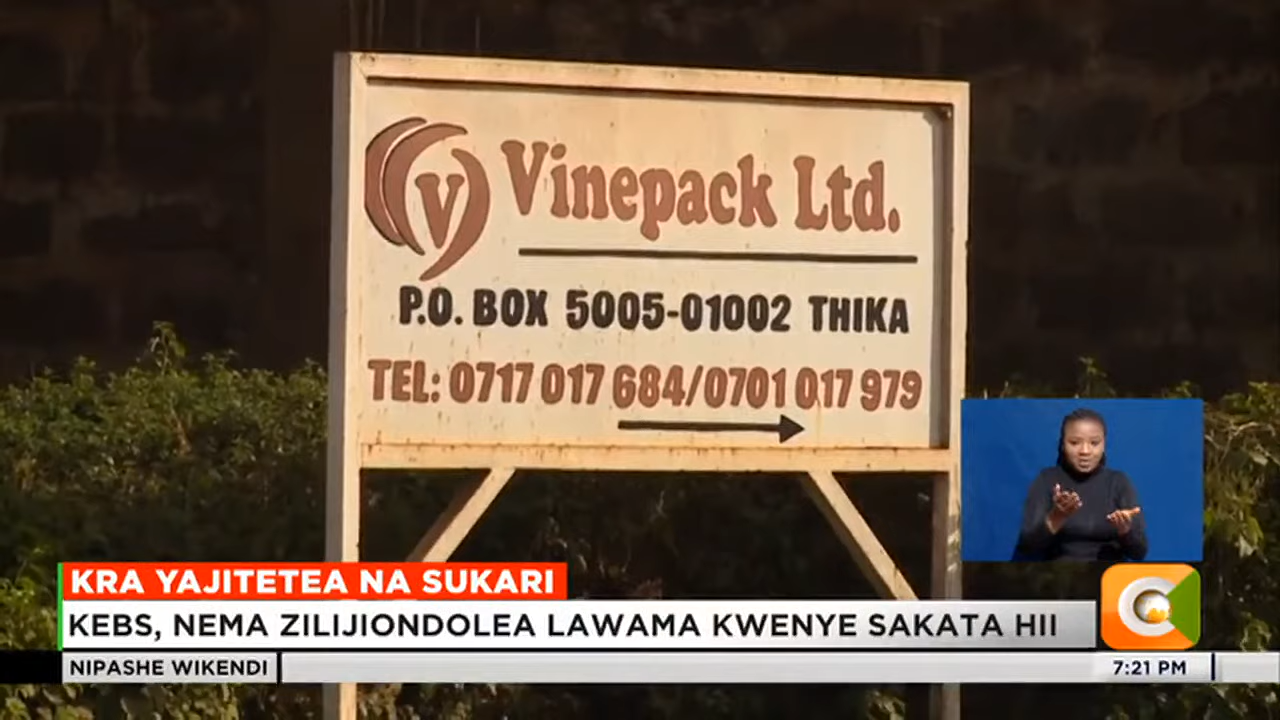 V Vinepack Ltd.
P.O. BOX 5005-01002 THIKA
TEL: 0717 017 684/0701 017 979
KRA YAJITETEA NA SUKARI
KEBS, NEMA ZILIJIONDOLEA LAWAMA KWENYE SAKATA HII
NIPASHE WIKENDI
7:21 PM